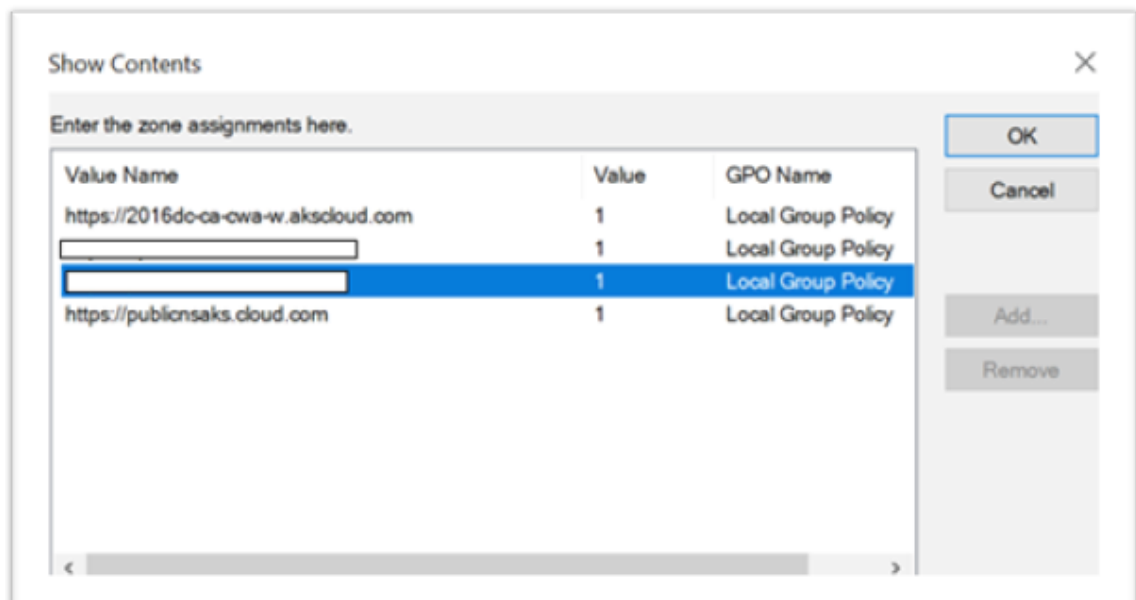 Show Contents
Enter the zone assignments here.
OK
Value Name Value GPO Name
Cancel
https://2016dc-ca-cwa-w.akscloud.com 1 Local Group Policy
1 Local Group Policy
1 Local Group Policy
https://publicnsaks.cloud.com 1 Local Group Policy
Add...
Remove